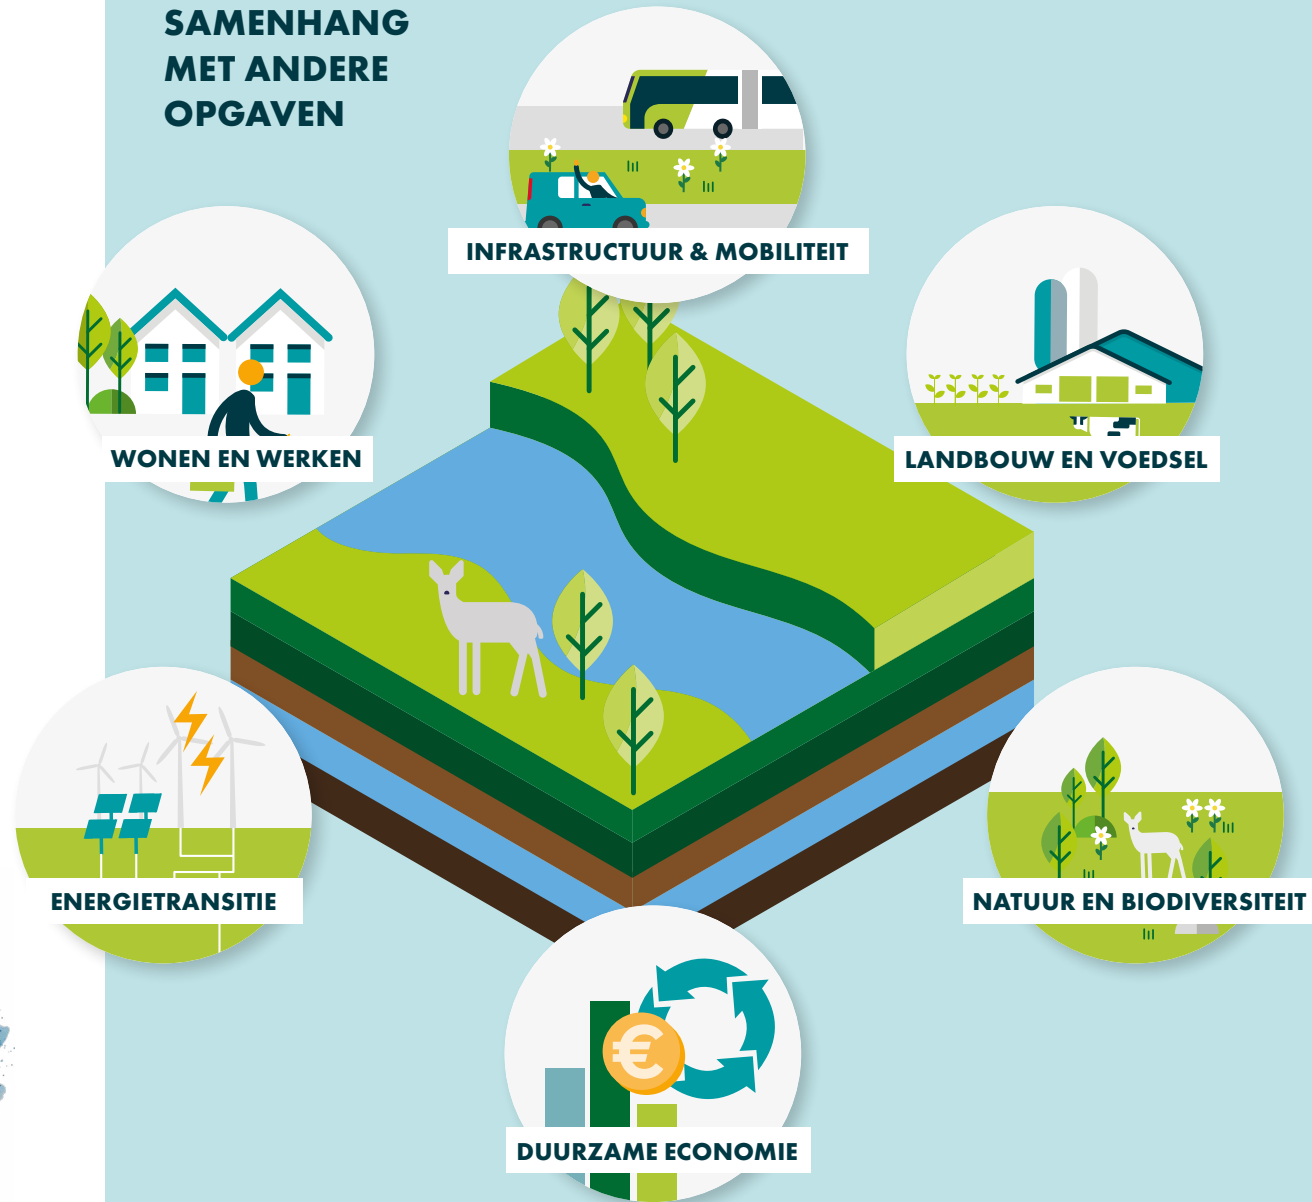 SAMENHANG
MET ANDERE
OPGAVEN
INFRASTRUCTUUR & MOBILITEIT
WONEN EN WERKEN
LANDBOUW EN VOEDSEL
ENERGIETRANSITIE
NATUUR EN BIODIVERSITEIT
€
DUURZAME ECONOMIE